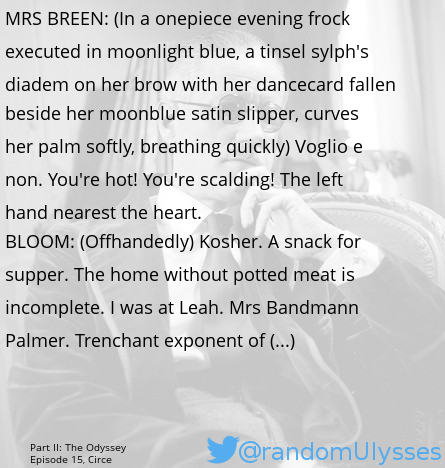 MRS BREEN: (In a onepiece evening frock
executed in moonlight blue, a tinsel sylph's
diadem on her brow with her dancecard fallen
beside her moonblue satin slipper, curves
her palm softly, breathing quickly) Voglio e
non. You're hot! You're scalding! The left
hand nearest the heart.
BLOOM: (Offhandedly) Kosher. A snack for
supper. The home without potted meat is
incomplete. I was at Leah. Mrs Bandmann
Palmer. Trenchant exponent of (...)
Part II: The Odyssey
Episode 15, Circe
@randomUlysses